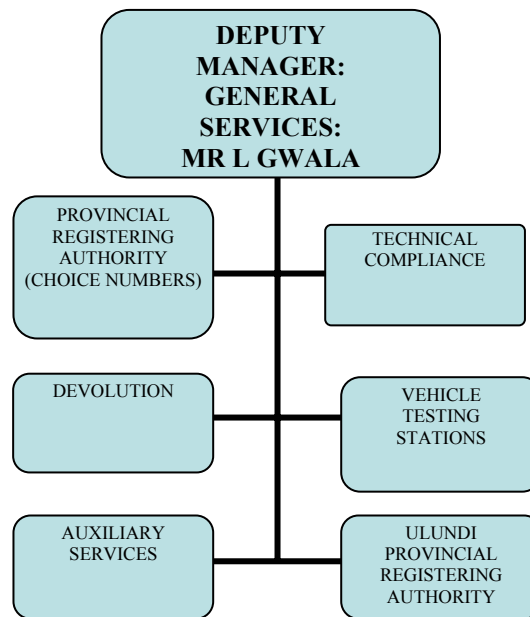 DEPUTY
MANAGER:
GENERAL
SERVICES:
MR L GWALA
PROVINCIAL
REGISTERING
AUTHORITY
(CHOICE NUMBERS)
TECHNICAL
COMPLIANCE
DEVOLUTION
VEHICLE
TESTING
STATIONS
AUXILIARY
SERVICES
ULUNDI
PROVINCIAL
REGISTERING
AUTHORITY